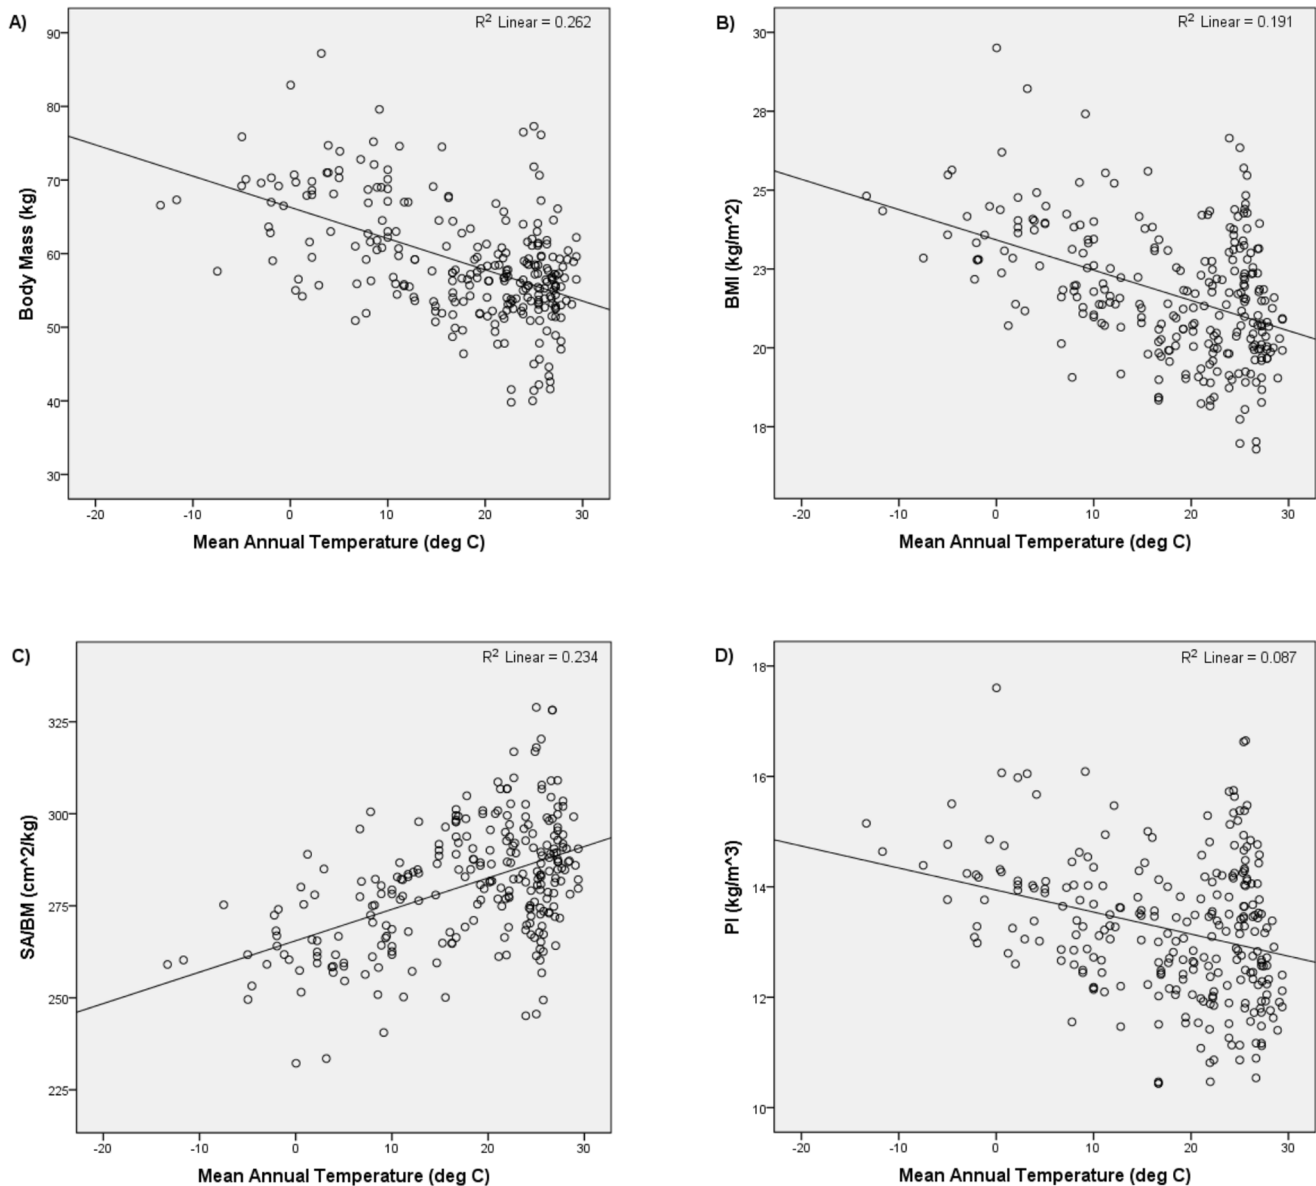 A)
R² Linear = 0.262
90
80
70
60
50
40
30
Body Mass (kg)
-20
-10
0
10
20
30
Mean Annual Temperature (deg C)
B)
R² Linear = 0.191
30
28
25
23
20
18
BMI (kg/m^2)
-20
-10
0
10
20
30
Mean Annual Temperature (deg C)
C)
R² Linear = 0.234
325
300
275
250
225
SA/BM (cm^2/kg)
-20
-10
0
10
20
30
Mean Annual Temperature (deg C)
D)
R² Linear = 0.087
18
16
14
12
10
PI (kg/m^3)
-20
-10
0
10
20
30
Mean Annual Temperature (deg C)